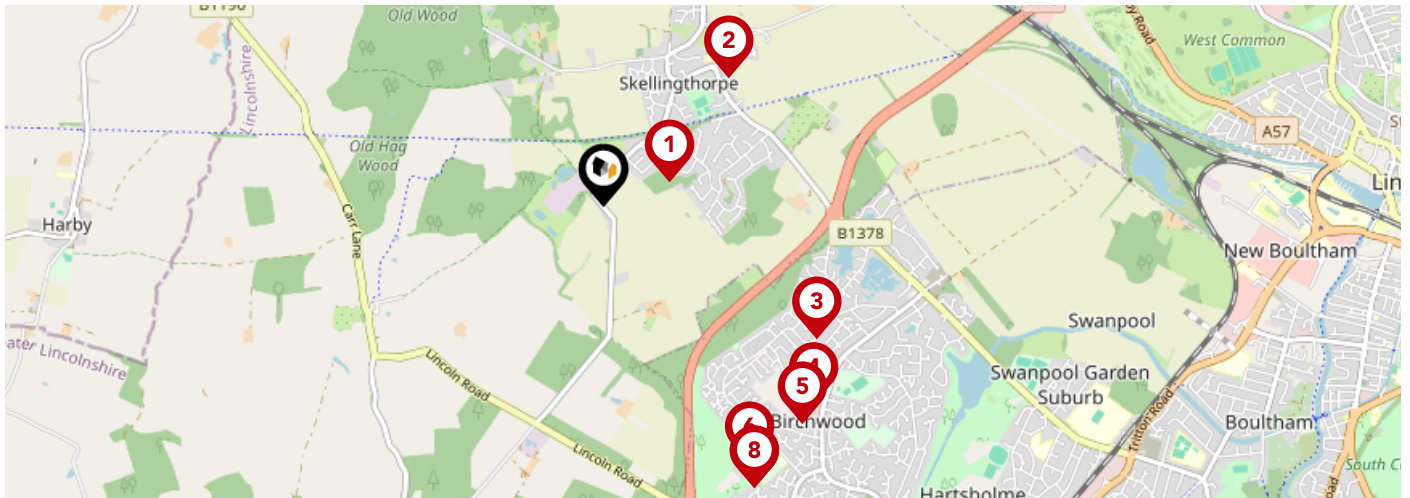 B1190
Old Wood
2
West Common
Skellingthorpe
Lincolnshire
A57
1
Old Hag
Wood
Carr Lane
Harby
B1378
New Boultham
3
Swanpool
ater Lincolnshire
Lincoln Road
4
5
Swanpool Garden
Suburb
Tritton Road
6
Birchwood
Boultham
8
Lincoln Road
Hartsholme